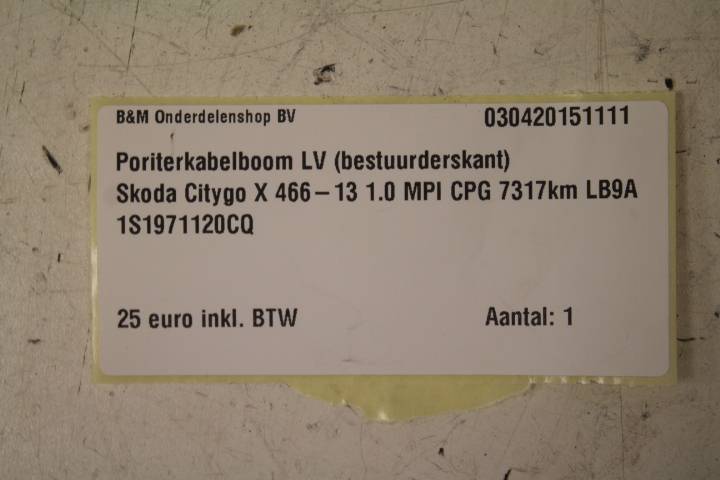 B&M Onderdelenshop BV 030420151111
Poriterkabelboom LV (bestuurderskant)
Skoda Citygo X 466-13 1.0 MPI CPG 7317km LB9A
1S1971120CQ
25 euro inkl. BTW Aantal: 1